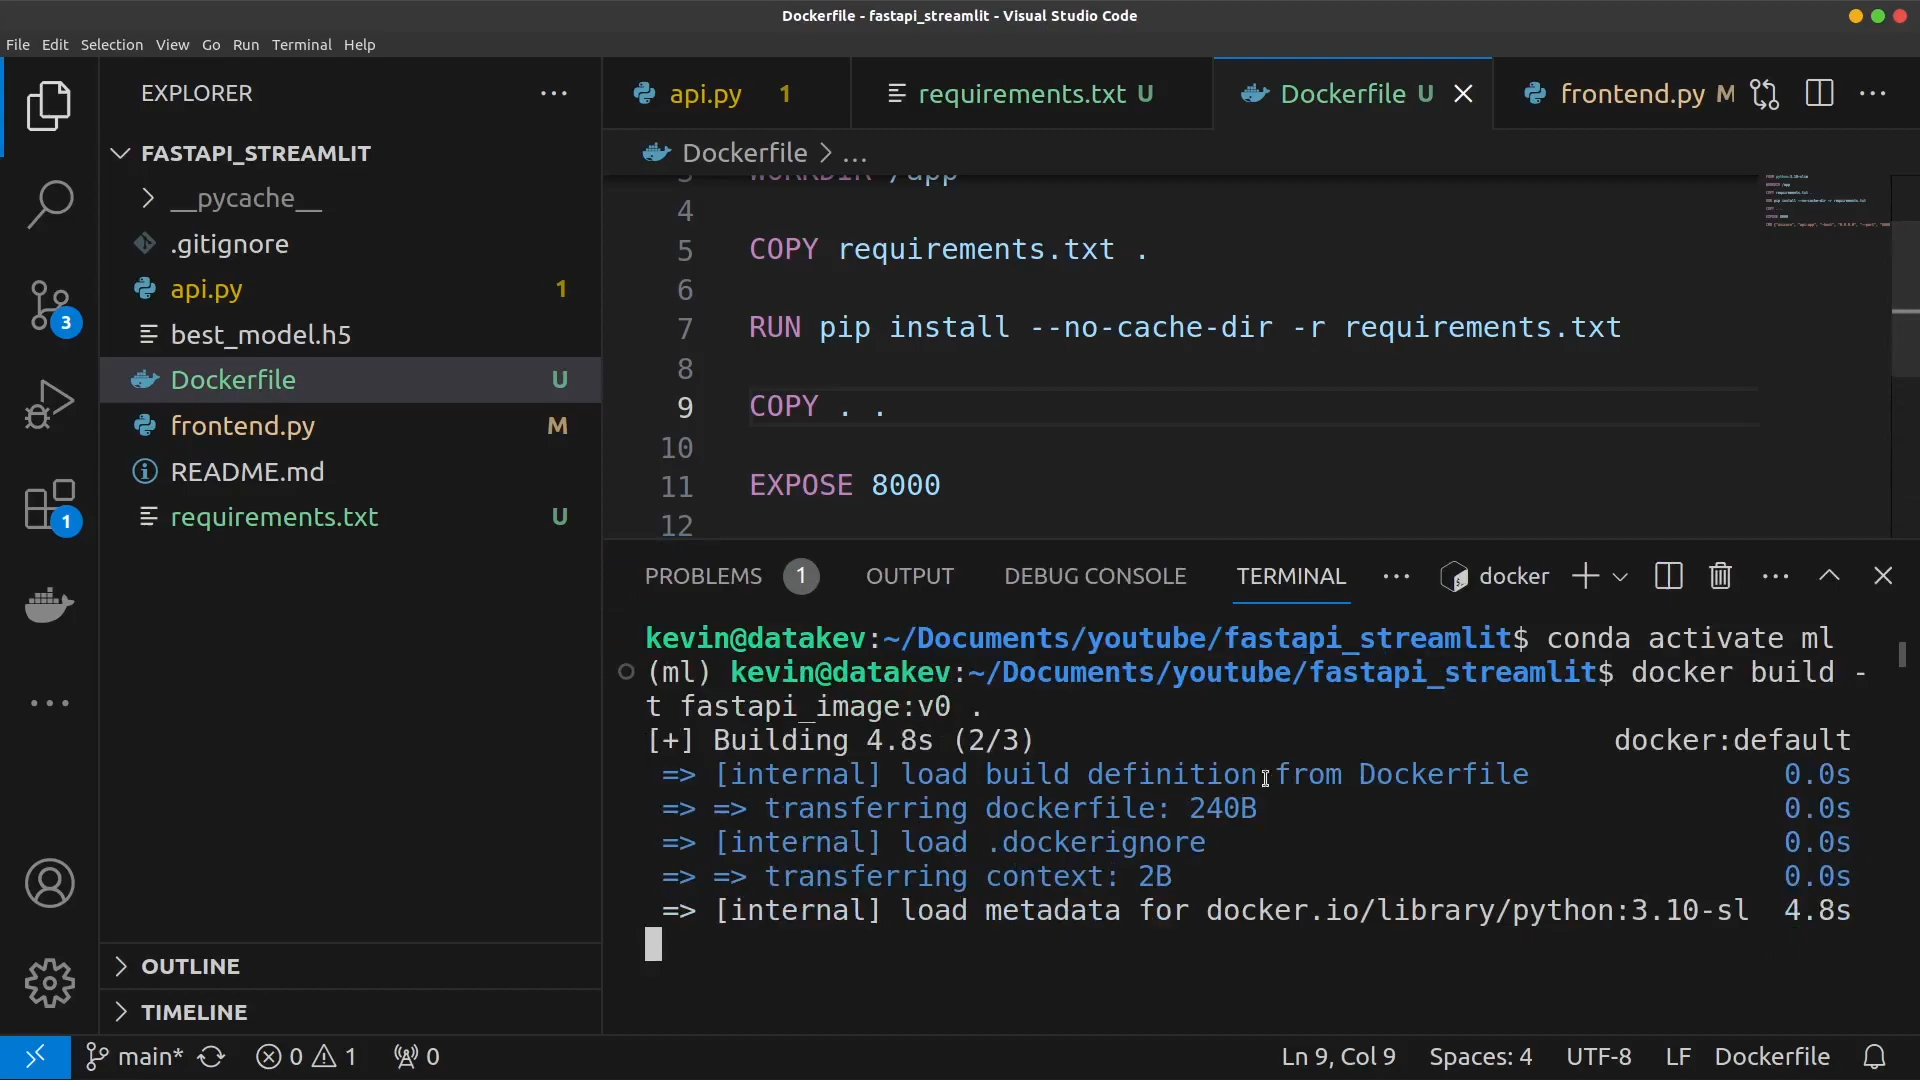 Dockerfile - fastapi_streamlit - Visual Studio Code
File Edit Selection View Go Run Terminal Help
EXPLORER
FASTAPI_STREAMLIT
__pycache__
.gitignore
api.py 1
best_model.h5
Dockerfile U
frontend.py M
README.md
requirements.txt U
OUTLINE
TIMELINE
3
1
api.py 1 requirements.txt U Dockerfile U frontend.py M
Dockerfile > ...
3 WORKDIR /app
4
5 COPY requirements.txt .
6
7 RUN pip install --no-cache-dir -r requirements.txt
8
9 COPY . .
10
11 EXPOSE 8000
12
PROBLEMS 1 OUTPUT DEBUG CONSOLE TERMINAL docker
kevin@datakev:~/Documents/youtube/fastapi_streamlit$ conda activate ml
(ml) kevin@datakev:~/Documents/youtube/fastapi_streamlit$ docker build -
t fastapi_image:v0 .
[+] Building 4.8s (2/3) docker:default
=> [internal] load build definition from Dockerfile 0.0s
=> => transferring dockerfile: 240B 0.0s
=> [internal] load .dockerignore 0.0s
=> => transferring context: 2B 0.0s
=> [internal] load metadata for docker.io/library/python:3.10-sl 4.8s
main* 0 1 0 Ln 9, Col 9 Spaces: 4 UTF-8 LF Dockerfile